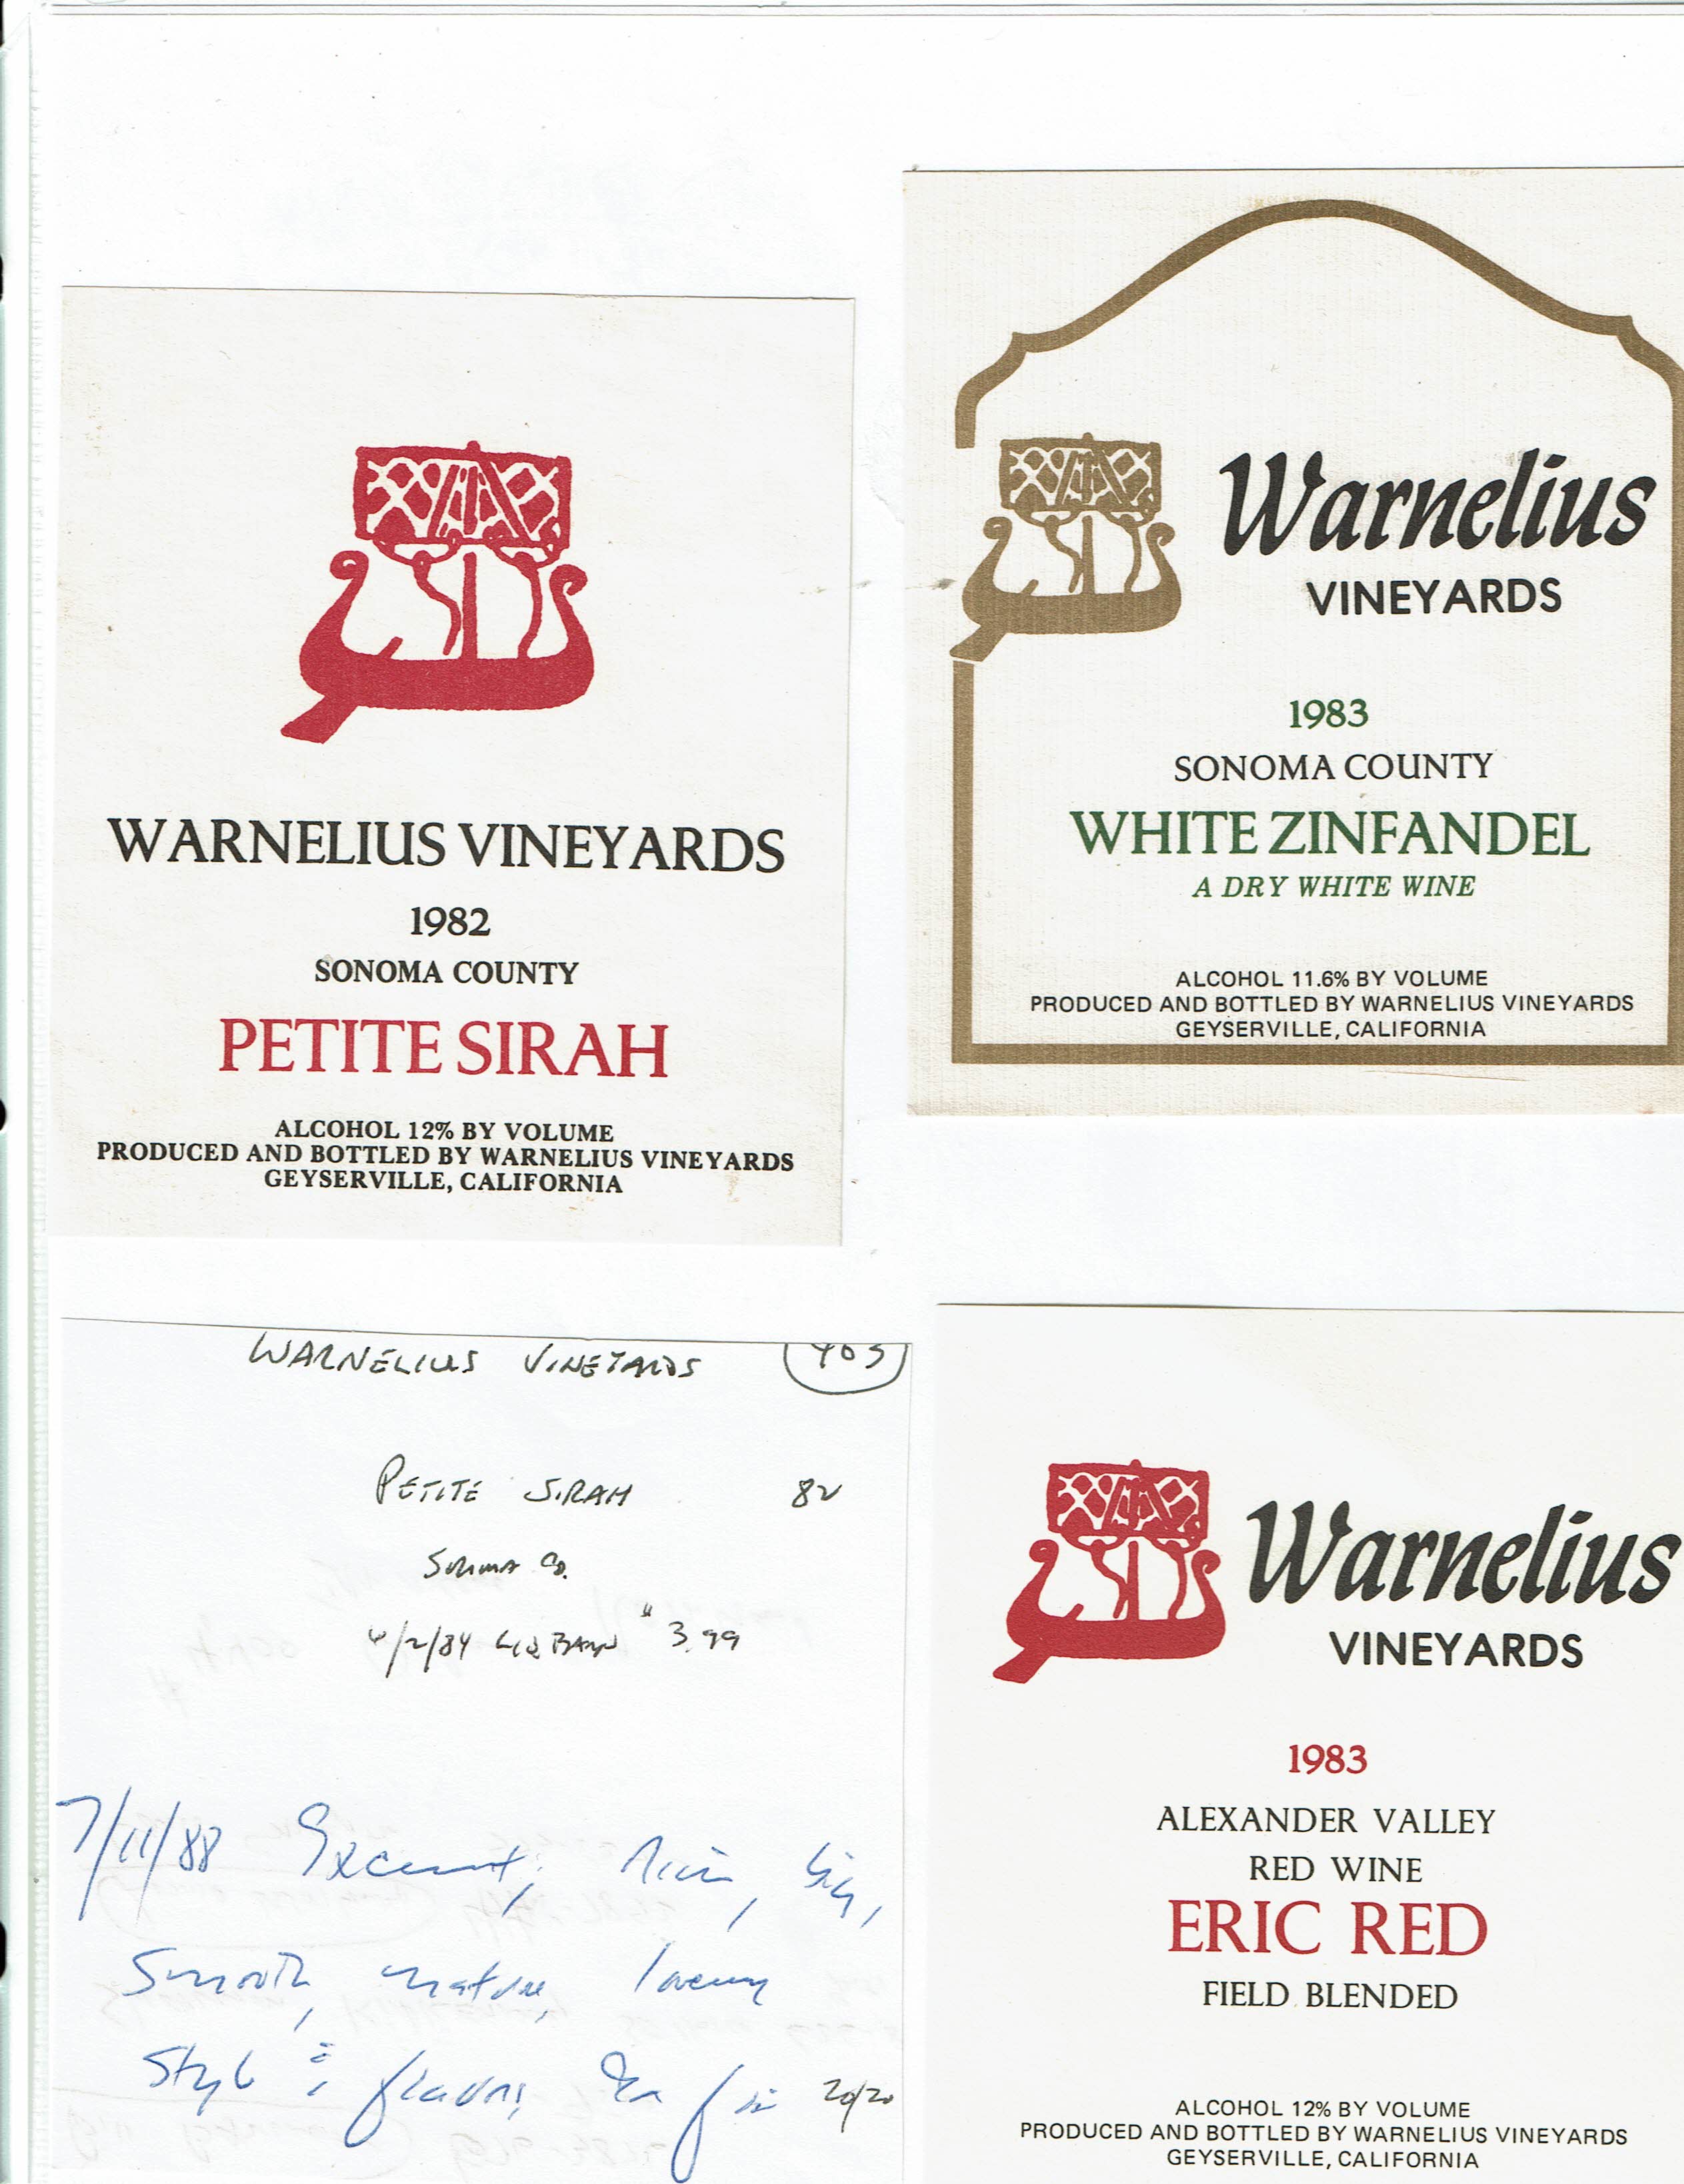 WARNELIUS VINEYARDS
1982
SONOMA COUNTY
PETITE SIRAH
ALCOHOL 12% BY VOLUME
PRODUCED AND BOTTLED BY WARNELIUS VINEYARDS
GEYSERVILLE, CALIFORNIA
Warnelius
VINEYARDS
1983
SONOMA COUNTY
WHITE ZINFANDEL
A DRY WHITE WINE
ALCOHOL 11.6% BY VOLUME
PRODUCED AND BOTTLED BY WARNELIUS VINEYARDS
GEYSERVILLE, CALIFORNIA
WARNELIUS VINEYARDS
PETITE SIRAH 82
SONOMA CO.
3.99
7/11/88 big,
Smooth, mature,
Style & flavors, 20/20
Warnelius
VINEYARDS
1983
ALEXANDER VALLEY
RED WINE
ERIC RED
FIELD BLENDED
ALCOHOL 12% BY VOLUME
PRODUCED AND BOTTLED BY WARNELIUS VINEYARDS
GEYSERVILLE, CALIFORNIA